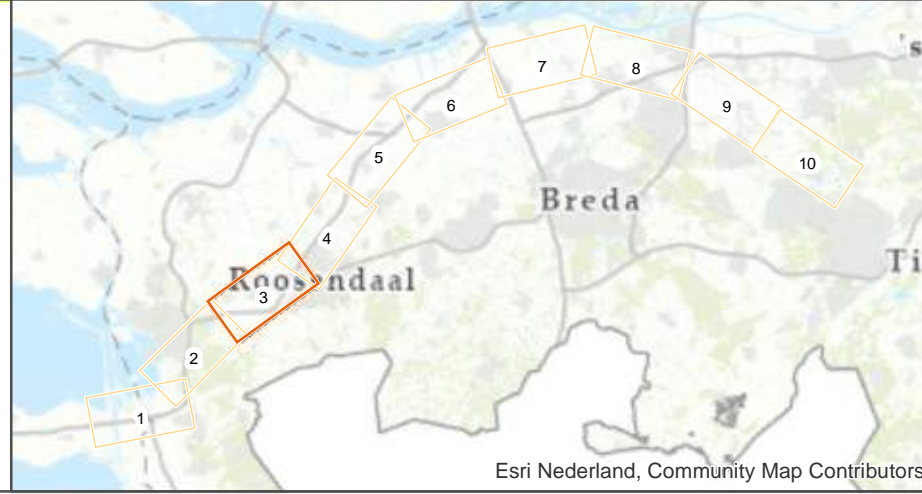 's
7
8
6
9
5
10
Breda
4
Ti
Roosendaal
3
2
1
Esri Nederland, Community Map Contributors